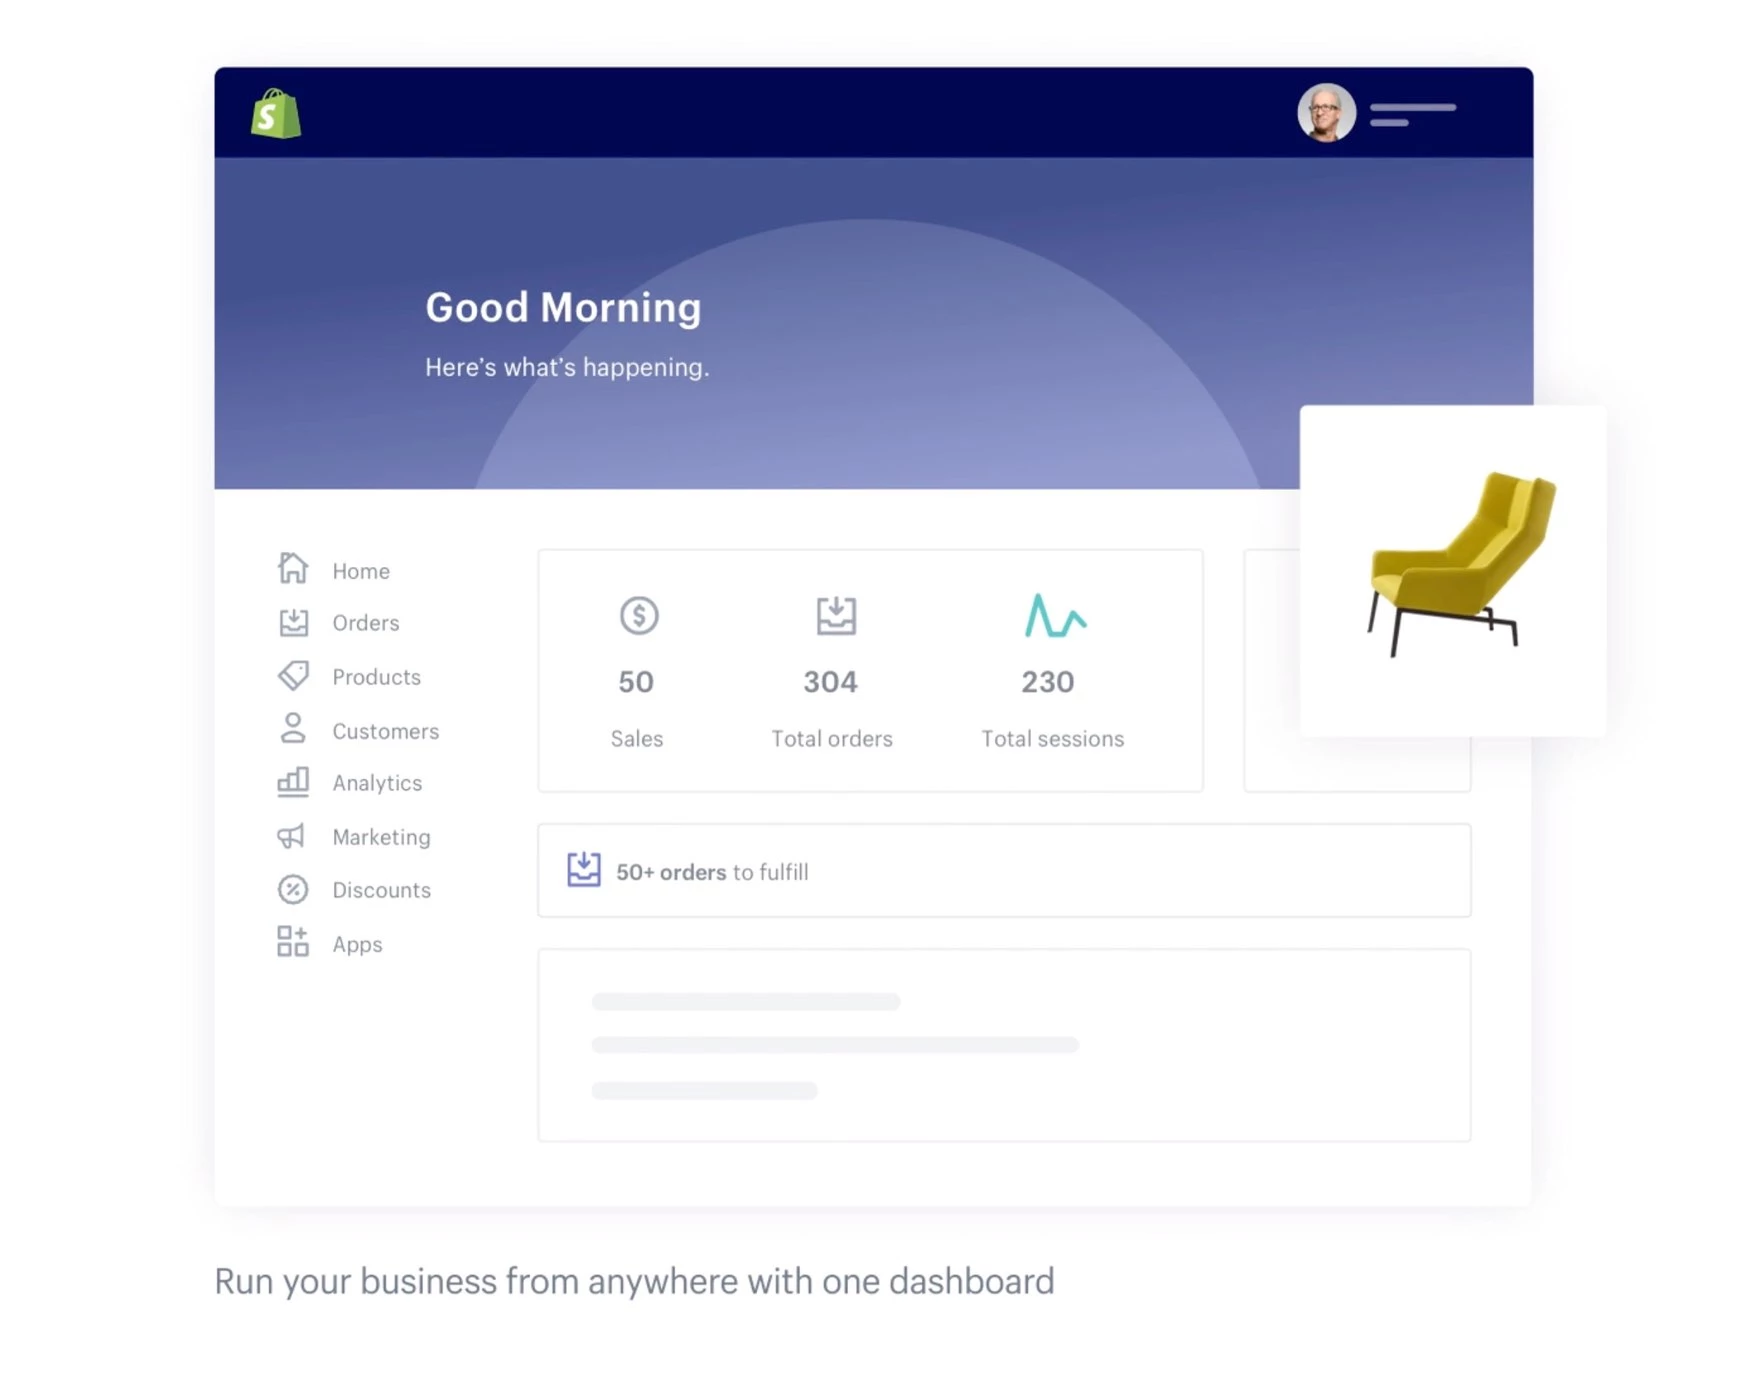 S
Good Morning
Here’s what’s happening.
Home
Orders
Products
Customers
Analytics
Marketing
Discounts
Apps
50
Sales
304
Total orders
230
Total sessions
50+ orders to fulfill
Run your business from anywhere with one dashboard